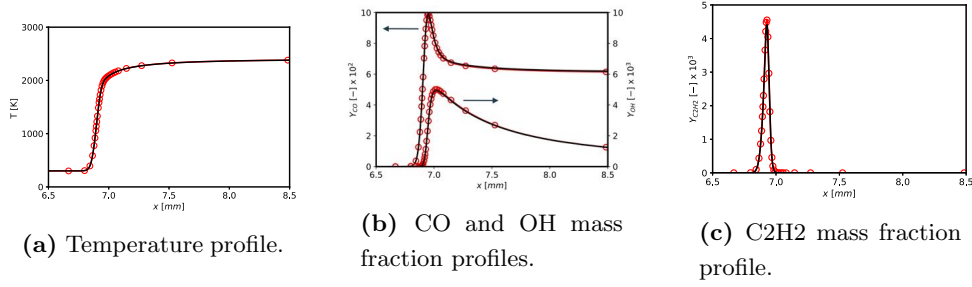 3000
2000
1000
0
T [K]
6.5 7.0 7.5 8.0 8.5
x [mm]
(a) Temperature profile.
10
8
6
4
2
0
Y_CO [−] x 10²
10
8
6
4
2
0
Y_OH [−] x 10³
6.5 7.0 7.5 8.0 8.5
x [mm]
(b) CO and OH mass
fraction profiles.
5
4
3
2
1
0
Y_C2H2 [−] x 10³
6.5 7.0 7.5 8.0 8.5
x [mm]
(c) C2H2 mass fraction
profile.